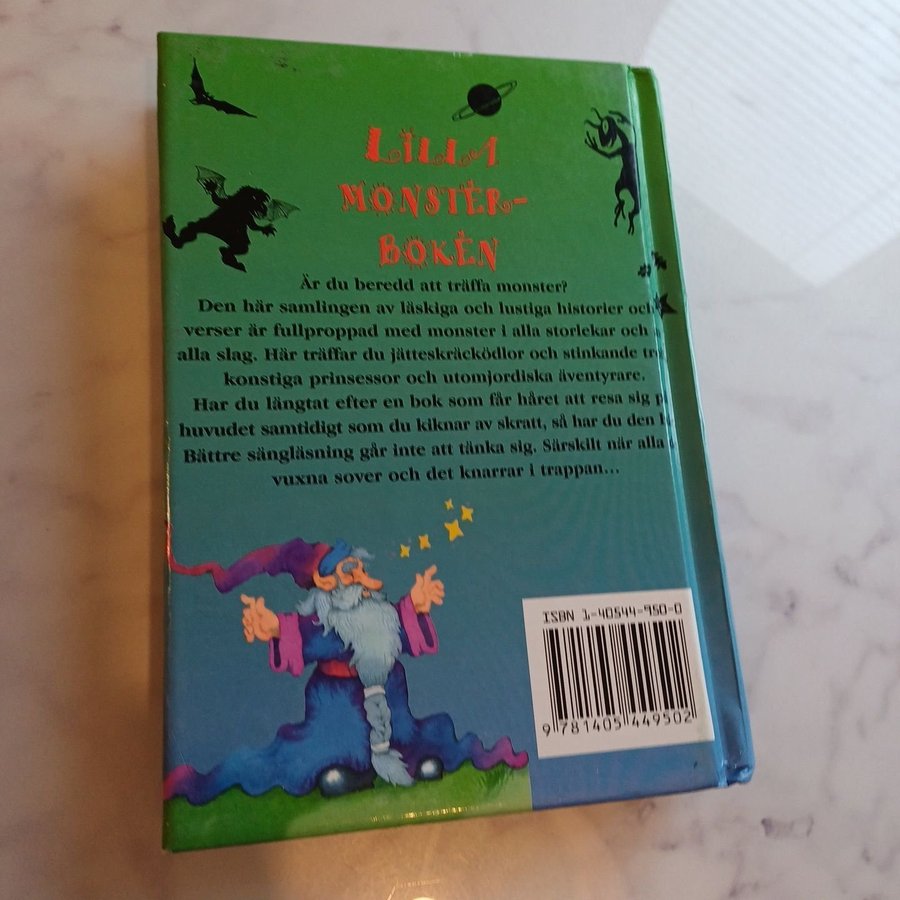 LILLA
MONSTER-
BOKEN
Är du beredd att träffa monster?
Den här samlingen av läskiga och lustiga historier och
verser är fullproppad med monster i alla storlekar och
alla slag. Här träffar du jätteskräcködlor och stinkande
konstiga prinsessor och utomjordiska äventyrare.
Har du längtat efter en bok som får håret att resa sig
huvudet samtidigt som du kiknar av skratt, så har du den
Bättre sängläsning går inte att tänka sig. Särskilt när alla
vuxna sover och det knarrar i trappan...
ISBN 1-40544-950-0
9 781405 449502